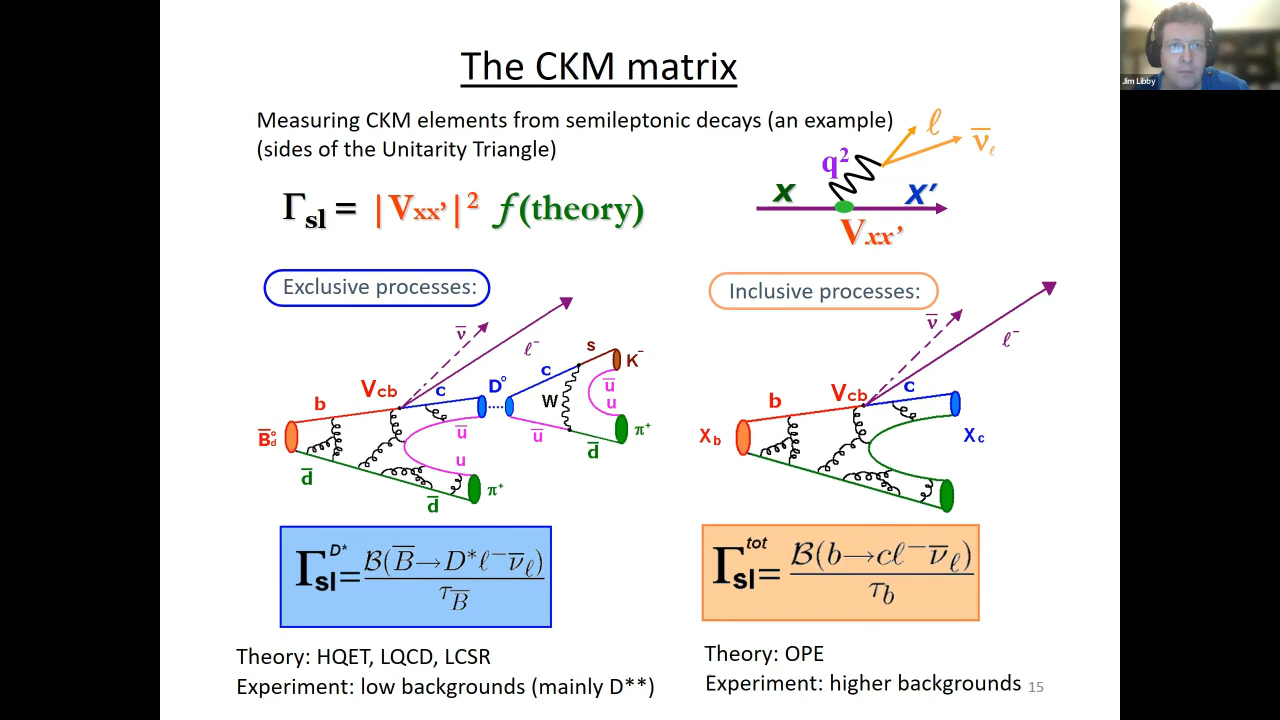 The CKM matrix
Jim Libby
Measuring CKM elements from semileptonic decays (an example)
(sides of the Unitarity Triangle)
Γsl = |Vxx'|² f(theory)
q² ℓ ν̅ℓ
x x'
Vxx'
Exclusive processes:
ν̅ ℓ⁻
b Vcb c D° c s K⁻
W u̅ u
B̅°d u̅ u̅ d̅ π⁺
d̅ u d̅ π⁺
Inclusive processes:
ν̅ ℓ⁻
b Vcb c
Xb Xc
Γsl^D* = B(B̅→D*ℓ⁻ν̅ℓ) / τB̅
Γsl^tot = B(b→cℓ⁻ν̅ℓ) / τb
Theory: HQET, LQCD, LCSR
Experiment: low backgrounds (mainly D**)
Theory: OPE
Experiment: higher backgrounds
15